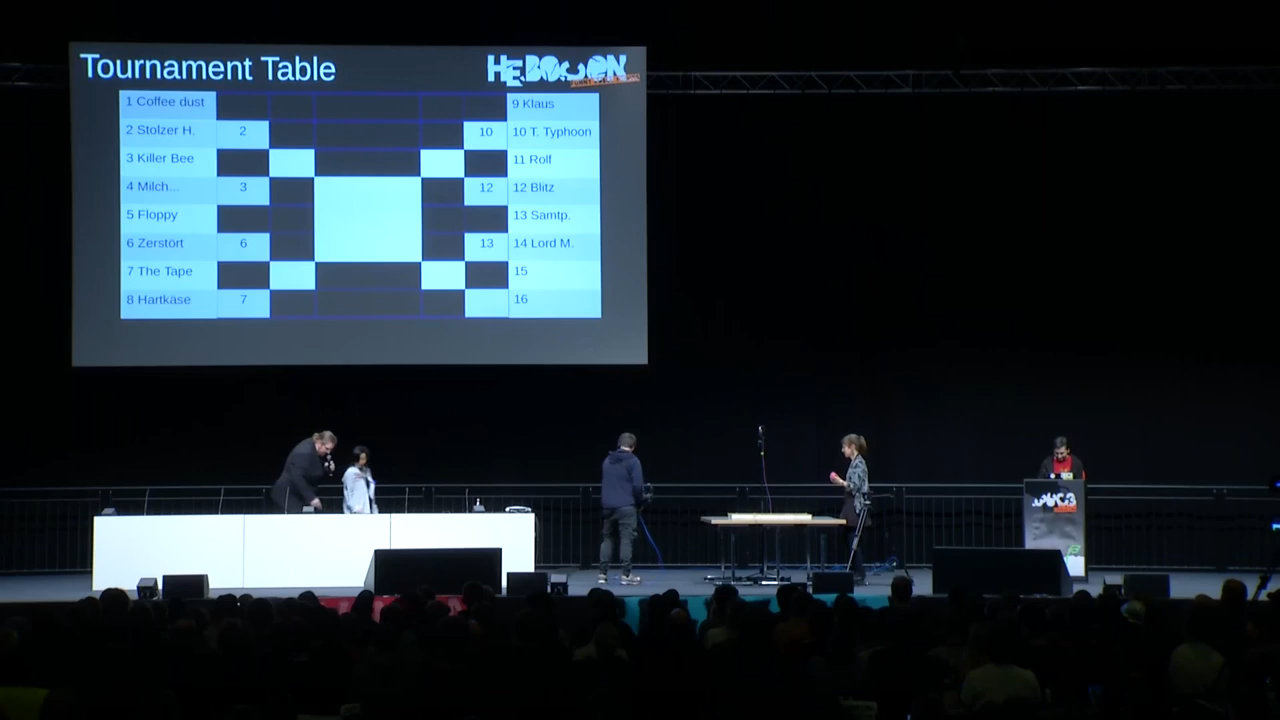 Tournament Table
HEBOCON
1 Coffee dust
9 Klaus
2 Stolzer H.
2
10
10 T. Typhoon
3 Killer Bee
11 Rolf
4 Milch...
3
12
12 Blitz
5 Floppy
13 Samtp.
6 Zerstört
6
13
14 Lord M.
7 The Tape
15
8 Hartkäse
7
16